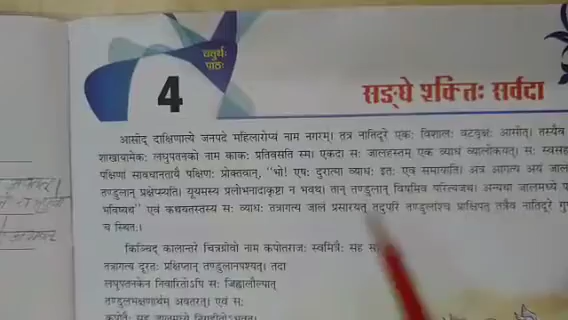 चतुर्थः
पाठः
4
सङ्घे शक्तिः सर्वदा
आसीद् दाक्षिणात्ये जनपदे महिलारोप्यं नाम नगरम्। तत्र नातिदूरे एकः विशालः वटवृक्षः आसीत्। तस्यैव
शाखायामेकः लघुपतनको नाम काकः प्रतिवसति स्म। एकदा सः जालहस्तम् एकं व्याधं व्यालोकयत्। सः
पक्षिणां सावधानतार्थं पक्षिणः प्रोक्तवान्, "भो! एषः दुरात्मा व्याधः इतः एव समायाति। अत्र आगत्य अयं
तण्डुलान् प्रक्षेप्स्यति। यूयमस्य प्रलोभनादाकृष्टा न भवथ। तान् तण्डुलान् विषमिव परित्यजथ। अन्यथा जालमध्ये
भविष्यथ" एवं कथयतस्तस्य सः व्याधः तत्रागत्य जालं प्रसारयत् तदुपरि तण्डुलांश्च प्राक्षिपत् तत्रैव नातिदूरे
च स्थितः।
किञ्चिद् कालान्तरे चित्रग्रीवो नाम कपोतराजः स्वमित्रैः सह
तत्रागत्य दूरतः प्रक्षिप्तान् तण्डुलानपश्यत्। तदा
लघुपतनकेन निवारितोऽपि सः जिह्वालौल्यात्
तण्डुलभक्षणार्थम् अवतरत्। एवं सः
कपोतैः सह जालमध्ये